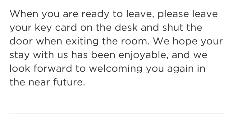 When you are ready to leave, please leave
your key card on the desk and shut the
door when exiting the room. We hope your
stay with us has been enjoyable, and we
look forward to welcoming you again in
the near future.